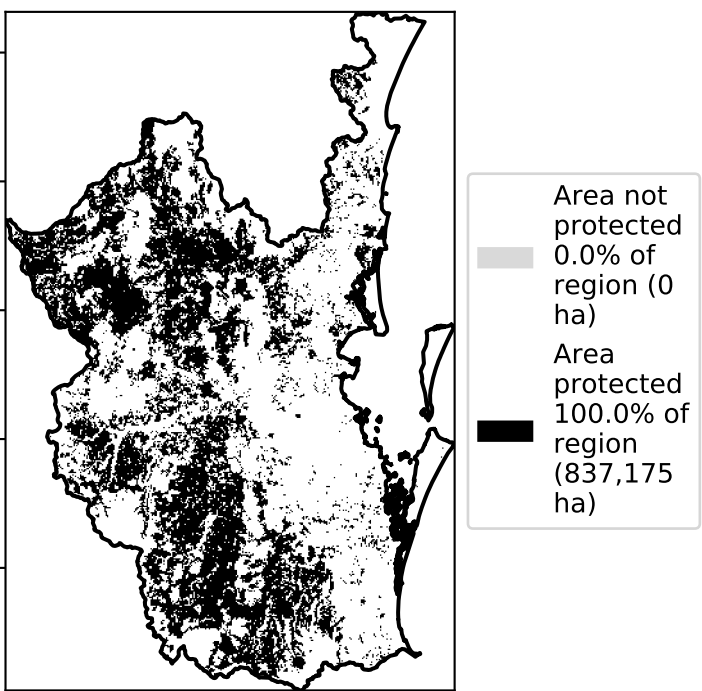 Area not
protected
0.0% of
region (0
ha)
Area
protected
100.0% of
region
(837,175
ha)